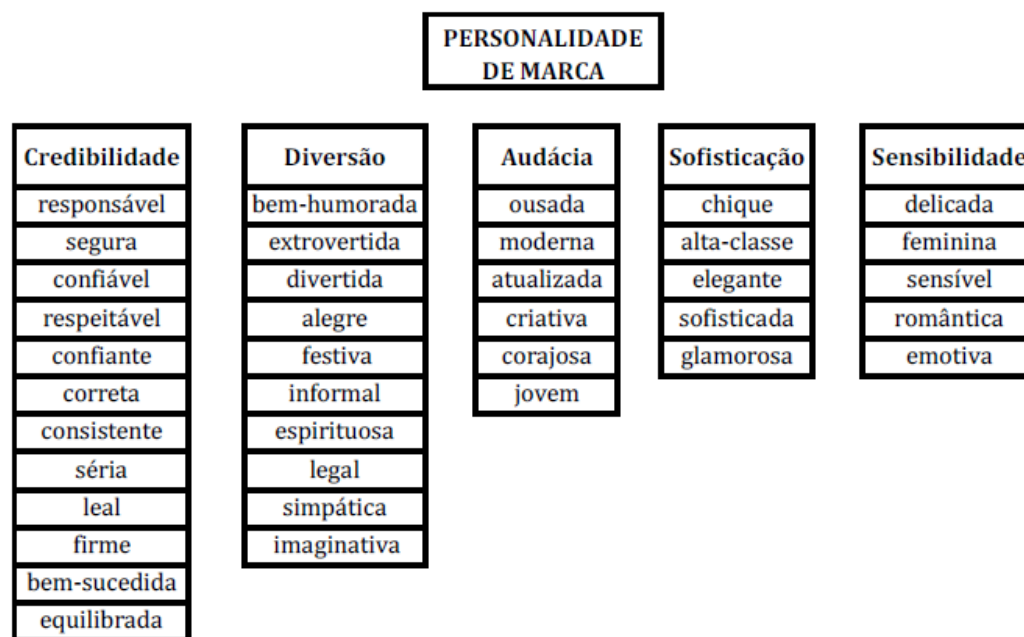 PERSONALIDADE
DE MARCA
Credibilidade
responsável
segura
confiável
respeitável
confiante
correta
consistente
séria
leal
firme
bem-sucedida
equilibrada
Diversão
bem-humorada
extrovertida
divertida
alegre
festiva
informal
espirituosa
legal
simpática
imaginativa
Audácia
ousada
moderna
atualizada
criativa
corajosa
jovem
Sofisticação
chique
alta-classe
elegante
sofisticada
glamorosa
Sensibilidade
delicada
feminina
sensível
romântica
emotiva